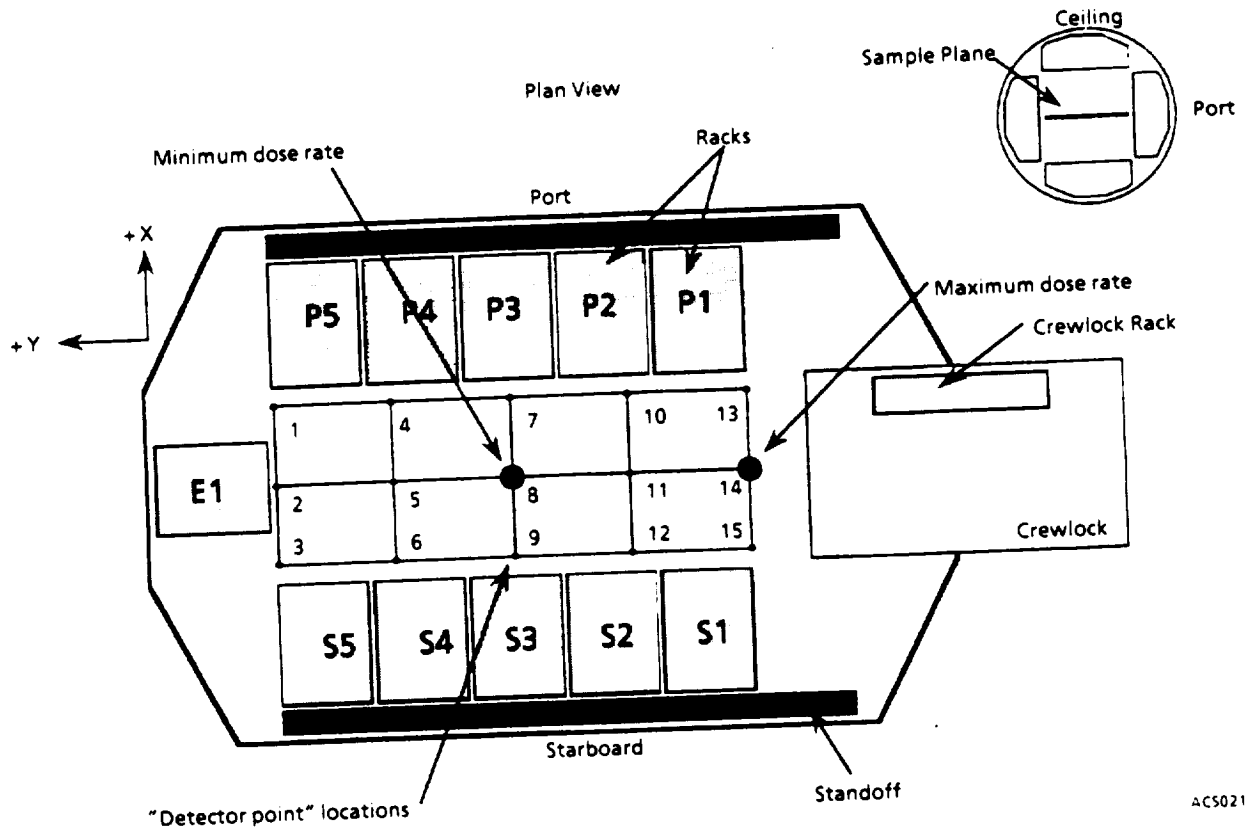 Ceiling
Sample Plane
Port
Plan View
Racks
Minimum dose rate
Port
+X
+Y
P5 P4 P3 P2 P1
Maximum dose rate
Crewlock Rack
1 4 7 10 13
E1
2 5 8 11 14
3 6 9 12 15
Crewlock
S5 S4 S3 S2 S1
Starboard
Standoff
"Detector point" locations
ACS021